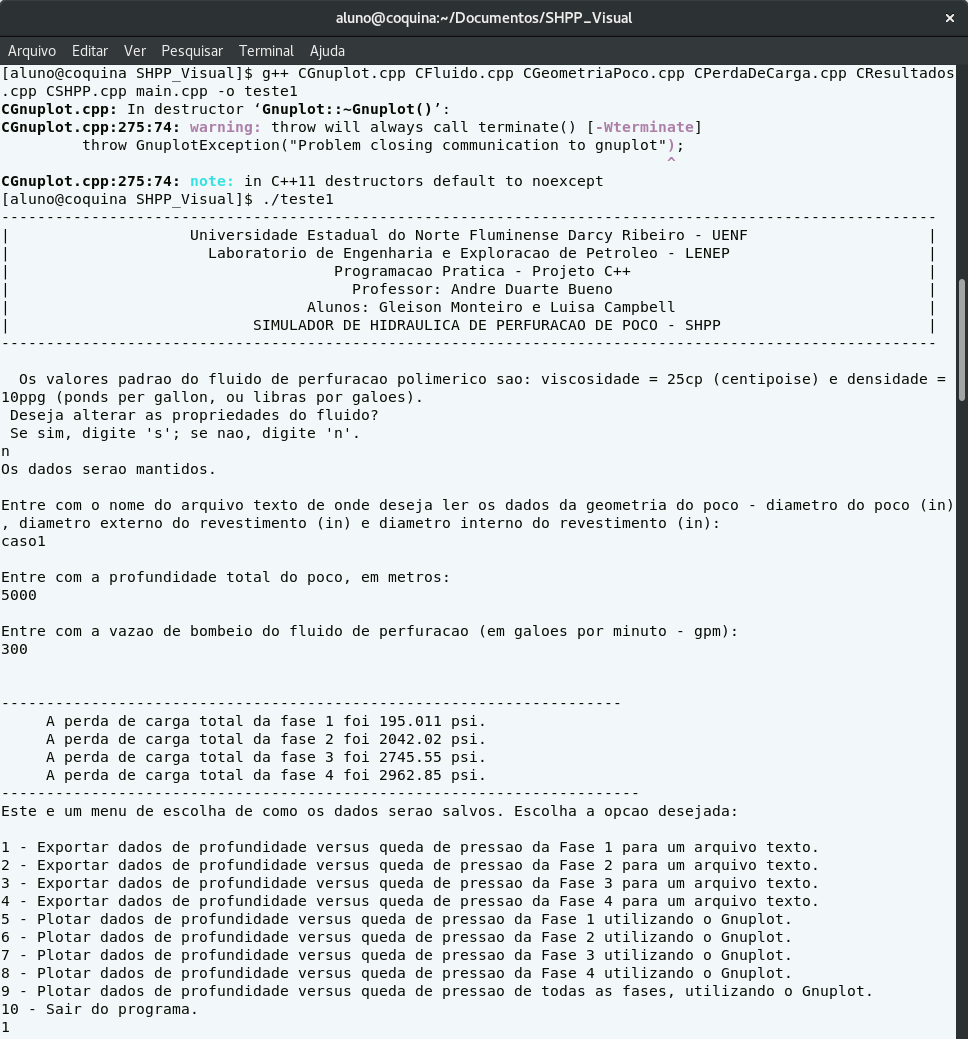 aluno@coquina:~/Documentos/SHPP_Visual ×
Arquivo Editar Ver Pesquisar Terminal Ajuda
[aluno@coquina SHPP_Visual]$ g++ CGnuplot.cpp CFluido.cpp CGeometriaPoco.cpp CPerdaDeCarga.cpp CResultados
.cpp CSHPP.cpp main.cpp -o teste1
CGnuplot.cpp: In destructor ‘Gnuplot::~Gnuplot()’:
CGnuplot.cpp:275:74: warning: throw will always call terminate() [-Wterminate]
         throw GnuplotException("Problem closing communication to gnuplot");
                                                                          ^
CGnuplot.cpp:275:74: note: in C++11 destructors default to noexcept
[aluno@coquina SHPP_Visual]$ ./teste1
--------------------------------------------------------------------------------------------------------
|                    Universidade Estadual do Norte Fluminense Darcy Ribeiro - UENF                    |
|                      Laboratorio de Engenharia e Exploracao de Petroleo - LENEP                      |
|                                    Programacao Pratica - Projeto C++                                 |
|                                      Professor: Andre Duarte Bueno                                   |
|                                 Alunos: Gleison Monteiro e Luisa Campbell                            |
|                           SIMULADOR DE HIDRAULICA DE PERFURACAO DE POCO - SHPP                       |
--------------------------------------------------------------------------------------------------------
  Os valores padrao do fluido de perfuracao polimerico sao: viscosidade = 25cp (centipoise) e densidade =
10ppg (ponds per gallon, ou libras por galoes).
 Deseja alterar as propriedades do fluido?
 Se sim, digite 's'; se nao, digite 'n'.
n
Os dados serao mantidos.
Entre com o nome do arquivo texto de onde deseja ler os dados da geometria do poco - diametro do poco (in)
, diametro externo do revestimento (in) e diametro interno do revestimento (in):
caso1
Entre com a profundidade total do poco, em metros:
5000
Entre com a vazao de bombeio do fluido de perfuracao (em galoes por minuto - gpm):
300
---------------------------------------------------------------------
     A perda de carga total da fase 1 foi 195.011 psi.
     A perda de carga total da fase 2 foi 2042.02 psi.
     A perda de carga total da fase 3 foi 2745.55 psi.
     A perda de carga total da fase 4 foi 2962.85 psi.
-----------------------------------------------------------------------
Este e um menu de escolha de como os dados serao salvos. Escolha a opcao desejada:
1 - Exportar dados de profundidade versus queda de pressao da Fase 1 para um arquivo texto.
2 - Exportar dados de profundidade versus queda de pressao da Fase 2 para um arquivo texto.
3 - Exportar dados de profundidade versus queda de pressao da Fase 3 para um arquivo texto.
4 - Exportar dados de profundidade versus queda de pressao da Fase 4 para um arquivo texto.
5 - Plotar dados de profundidade versus queda de pressao da Fase 1 utilizando o Gnuplot.
6 - Plotar dados de profundidade versus queda de pressao da Fase 2 utilizando o Gnuplot.
7 - Plotar dados de profundidade versus queda de pressao da Fase 3 utilizando o Gnuplot.
8 - Plotar dados de profundidade versus queda de pressao da Fase 4 utilizando o Gnuplot.
9 - Plotar dados de profundidade versus queda de pressao de todas as fases, utilizando o Gnuplot.
10 - Sair do programa.
1